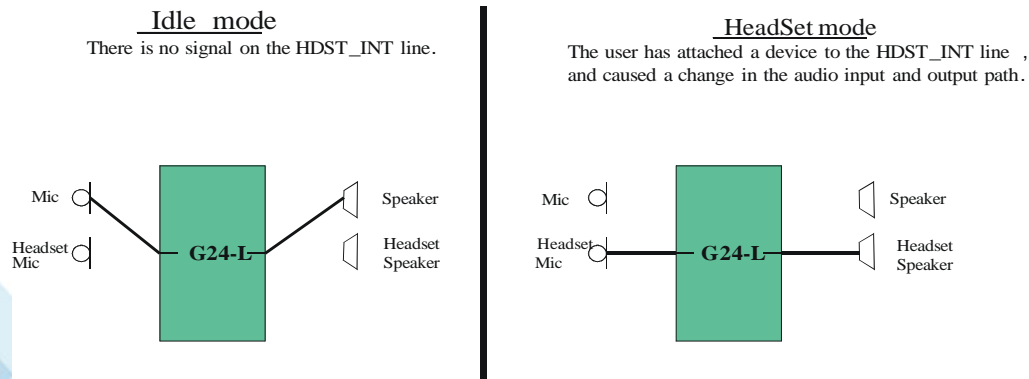 Idle mode
There is no signal on the HDST_INT line.
Mic
Headset
Mic
G24-L
Speaker
Headset
Speaker
HeadSet mode
The user has attached a device to the HDST_INT line ,
and caused a change in the audio input and output path.
Mic
Headset
Mic
G24-L
Speaker
Headset
Speaker